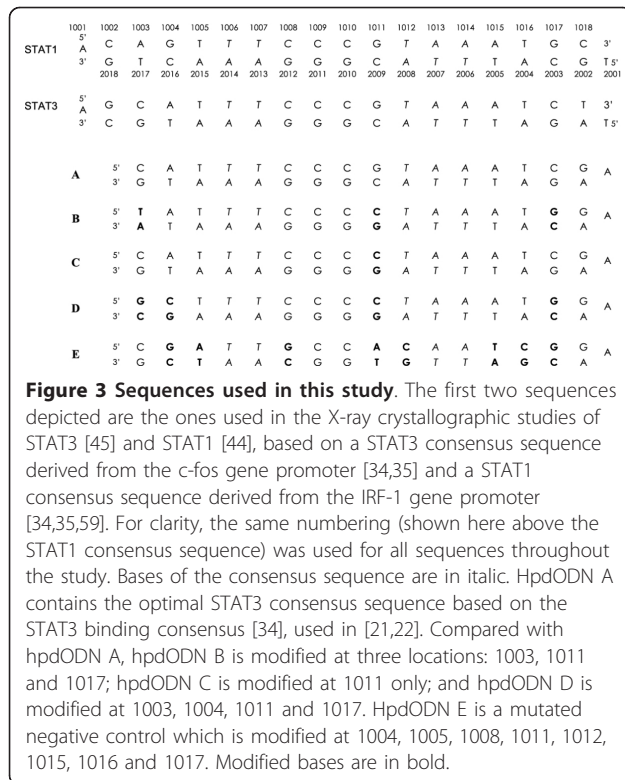 1001 1002 1003 1004 1005 1006 1007 1008 1009 1010 1011 1012 1013 1014 1015 1016 1017 1018
5' C A G T T T C C C G T A A A T G C 3'
STAT1 A
3' G T C A A A G G G C A T T T A C G T 5'
2018 2017 2016 2015 2014 2013 2012 2011 2010 2009 2008 2007 2006 2005 2004 2003 2002 2001
5' G C A T T T C C C G T A A A T C T 3'
STAT3 A
3' C G T A A A G G G C A T T T A G A T 5'
5' C A T T T C C C G T A A A T C G
A A
3' G T A A A G G G C A T T T A G A
5' T A T T T C C C C T A A A T G G
B A
3' A T A A A G G G G A T T T A C A
5' C A T T T C C C C T A A A T C G
C A
3' G T A A A G G G G A T T T A G A
5' G C T T T C C C C T A A A T G G
D A
3' C G A A A G G G G A T T T A C A
5' C G A T T G C C A C A A T C G G
E A
3' G C T A A C G G T G T T A G C A
Figure 3 Sequences used in this study. The first two sequences
depicted are the ones used in the X-ray crystallographic studies of
STAT3 [45] and STAT1 [44], based on a STAT3 consensus sequence
derived from the c-fos gene promoter [34,35] and a STAT1
consensus sequence derived from the IRF-1 gene promoter
[34,35,59]. For clarity, the same numbering (shown here above the
STAT1 consensus sequence) was used for all sequences throughout
the study. Bases of the consensus sequence are in italic. HpdODN A
contains the optimal STAT3 consensus sequence based on the
STAT3 binding consensus [34], used in [21,22]. Compared with
hpdODN A, hpdODN B is modified at three locations: 1003, 1011
and 1017; hpdODN C is modified at 1011 only; and hpdODN D is
modified at 1003, 1004, 1011 and 1017. HpdODN E is a mutated
negative control which is modified at 1004, 1005, 1008, 1011, 1012,
1015, 1016 and 1017. Modified bases are in bold.